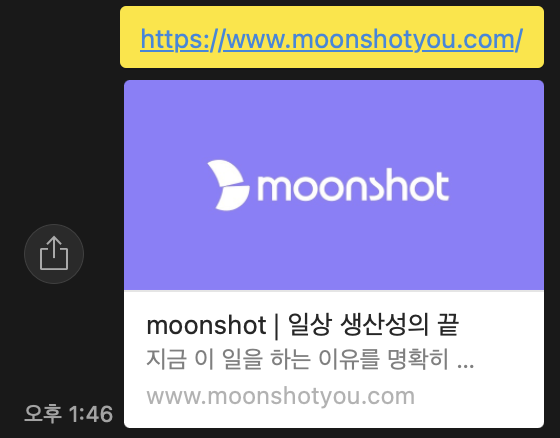 https://www.moonshotyou.com/
moonshot
moonshot | 일상 생산성의 끝
지금 이 일을 하는 이유를 명확히 ...
www.moonshotyou.com
오후 1:46